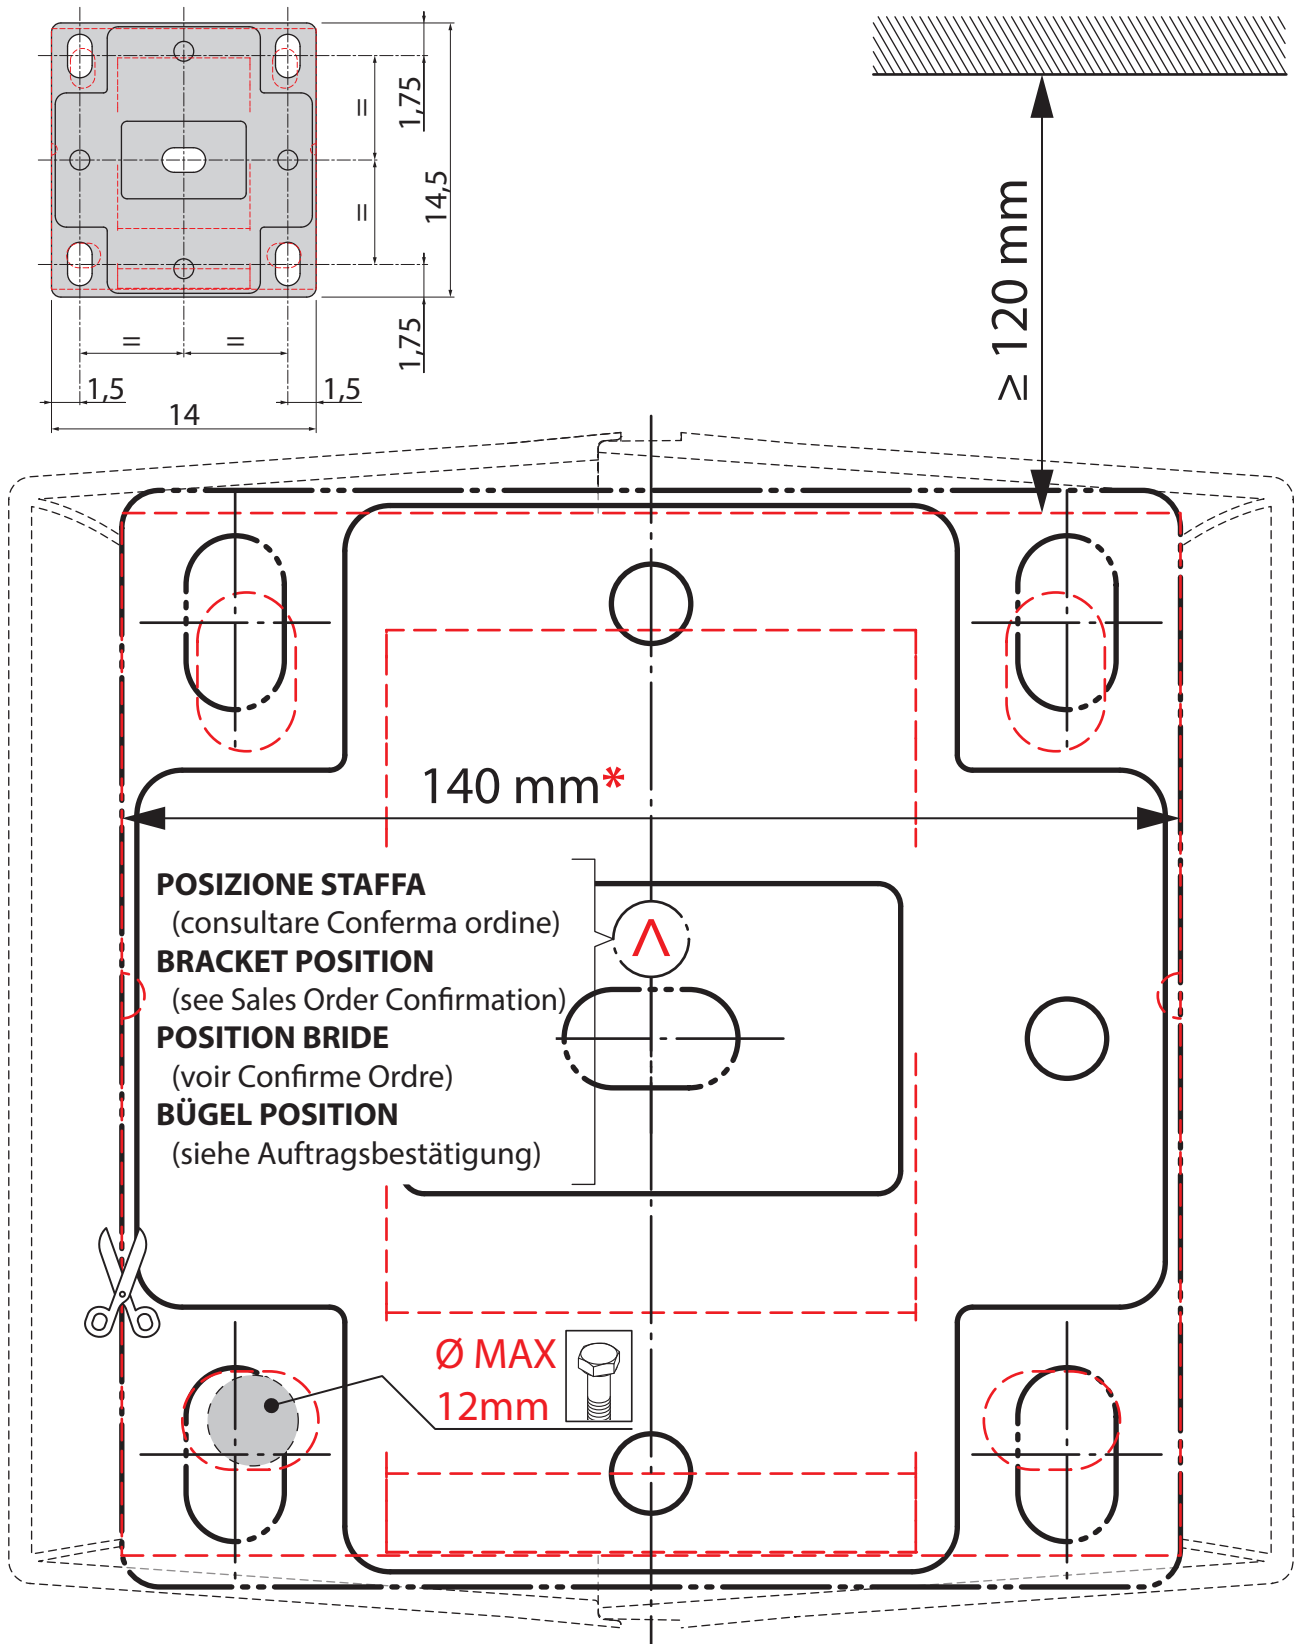 1,75
=
=
14,5
1,75
=
=
1,5
1,5
14
≥ 120 mm
140 mm*
POSIZIONE STAFFA
(consultare Conferma ordine)
BRACKET POSITION
(see Sales Order Confirmation)
POSITION BRIDE
(voir Confirme Ordre)
BÜGEL POSITION
(siehe Auftragsbestätigung)
Λ
Ø MAX
12mm